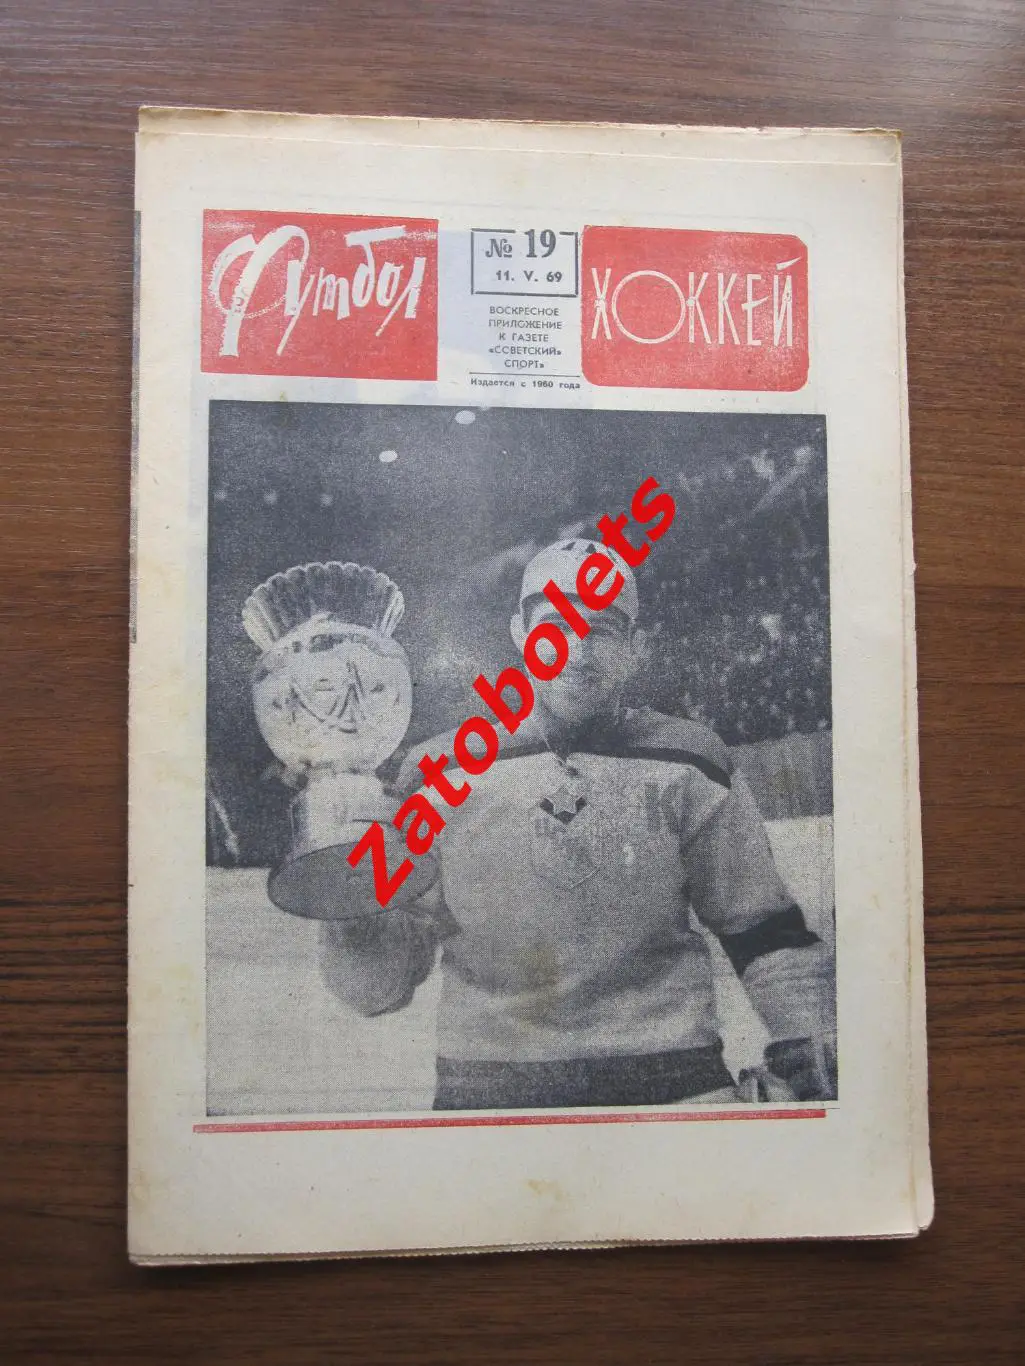 Футбол
№ 19
11. V. 69
ВОСКРЕСНОЕ
ПРИЛОЖЕНИЕ
К ГАЗЕТЕ
«СОВЕТСКИЙ
СПОРТ»
Издается с 1960 года
ХОККЕЙ
Zatobolets